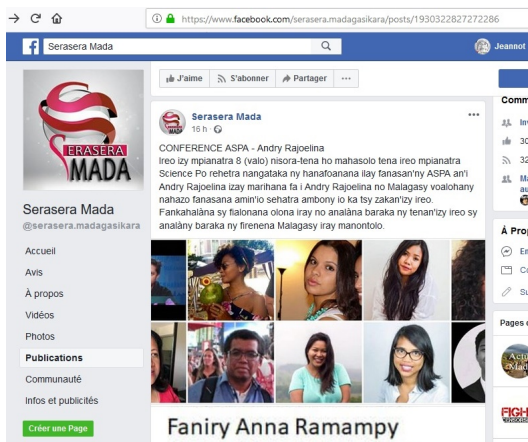 https://www.facebook.com/serasera.madagasikara/posts/1930322827272286
Serasera Mada
Jeannot
ERASERA
MADA
Serasera Mada
@serasera.madagasikara
Accueil
Avis
À propos
Vidéos
Photos
Publications
Communauté
Infos et publicités
Créer une Page
J'aime
S'abonner
Partager
Serasera Mada
16 h
CONFERENCE ASPA - Andry Rajoelina
Ireo izy mpianatra 8 (valo) nisora-tena ho mahasolo tena ireo mpianatra
Science Po rehetra nangataka ny hanafoanana ilay fanasan'ny ASPA an'i
Andry Rajoelina izay marihana fa i Andry Rajoelina no Malagasy voalohany
nahazo fanasana amin'io sehatra ambony io ka tsy zakan'izy ireo.
Fankahalàna sy fialonana olona iray no analàna baraka ny tenan'izy ireo sy
analàny baraka ny firenena Malagasy iray manontolo.
Faniry Anna Ramampy
Comm
30
32
À Pro
Pages
FIGH